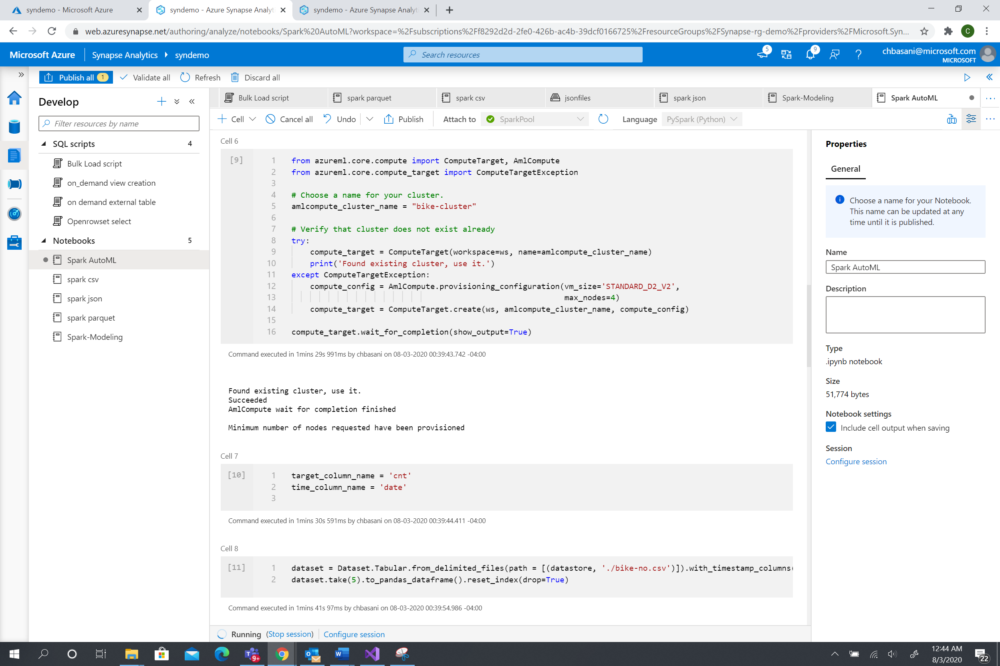 syndemo - Microsoft Azure
syndemo - Azure Synapse Analyt
syndemo - Azure Synapse Analyt
web.azuresynapse.net/authoring/analyze/notebooks/Spark%20AutoML?workspace=%2Fsubscriptions%2Ff8292d2d-2fe0-426b-ac4b-39dcf0166725%2FresourceGroups%2FSynapse-rg-demo%2Fproviders%2FMicrosoft.Syn...
C
Microsoft Azure
Synapse Analytics
syndemo
Search resources
5
9
chbasani@microsoft.com
MICROSOFT
Publish all 1
Validate all
Refresh
Discard all
Develop
Filter resources by name
SQL scripts 4
Bulk Load script
on_demand view creation
on demand external table
Openrowset select
Notebooks 5
Spark AutoML
spark csv
spark json
spark parquet
Spark-Modeling
Bulk Load script
spark parquet
spark csv
jsonfiles
spark json
Spark-Modeling
Spark AutoML
Cell
Cancel all
Undo
Publish
Attach to
SparkPool
Language
PySpark (Python)
Cell 6
[9]
1 from azureml.core.compute import ComputeTarget, AmlCompute
2 from azureml.core.compute_target import ComputeTargetException
3
4 # Choose a name for your cluster.
5 amlcompute_cluster_name = "bike-cluster"
6
7 # Verify that cluster does not exist already
8 try:
9 compute_target = ComputeTarget(workspace=ws, name=amlcompute_cluster_name)
10 print('Found existing cluster, use it.')
11 except ComputeTargetException:
12 compute_config = AmlCompute.provisioning_configuration(vm_size='STANDARD_D2_V2',
13 max_nodes=4)
14 compute_target = ComputeTarget.create(ws, amlcompute_cluster_name, compute_config)
15
16 compute_target.wait_for_completion(show_output=True)
Command executed in 1mins 29s 991ms by chbasani on 08-03-2020 00:39:43.742 -04:00
Found existing cluster, use it.
Succeeded
AmlCompute wait for completion finished
Minimum number of nodes requested have been provisioned
Cell 7
[10]
1 target_column_name = 'cnt'
2 time_column_name = 'date'
3
Command executed in 1mins 30s 591ms by chbasani on 08-03-2020 00:39:44.411 -04:00
Cell 8
[11]
1 dataset = Dataset.Tabular.from_delimited_files(path = [(datastore, './bike-no.csv')]).with_timestamp_columns(
2 dataset.take(5).to_pandas_dataframe().reset_index(drop=True)
Command executed in 1mins 41s 97ms by chbasani on 08-03-2020 00:39:54.986 -04:00
Running (Stop session)
Configure session
Properties
General
Choose a name for your Notebook.
This name can be updated at any
time until it is published.
Name
Spark AutoML
Description
Type
.ipynb notebook
Size
51,774 bytes
Notebook settings
Include cell output when saving
Session
Configure session
9+
12:44 AM
8/3/2020
22